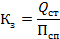 Кз = Qст / Псп